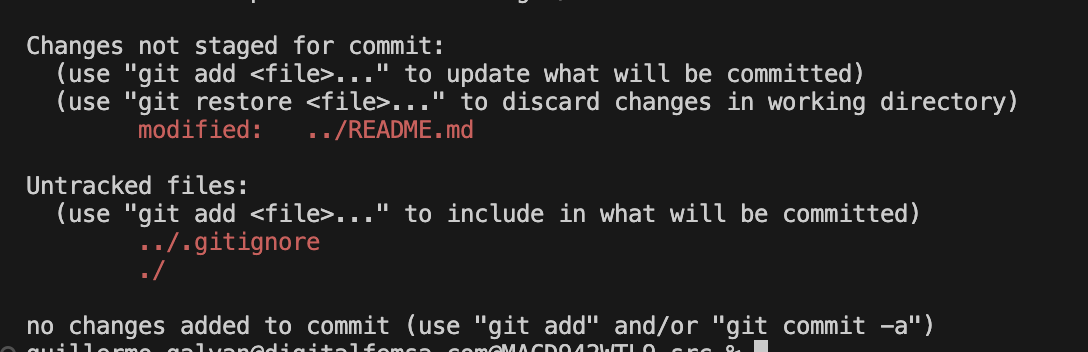 Changes not staged for commit:
  (use "git add <file>..." to update what will be committed)
  (use "git restore <file>..." to discard changes in working directory)
        modified:   ../README.md

Untracked files:
  (use "git add <file>..." to include in what will be committed)
        ../.gitignore
        ./

no changes added to commit (use "git add" and/or "git commit -a")
src %